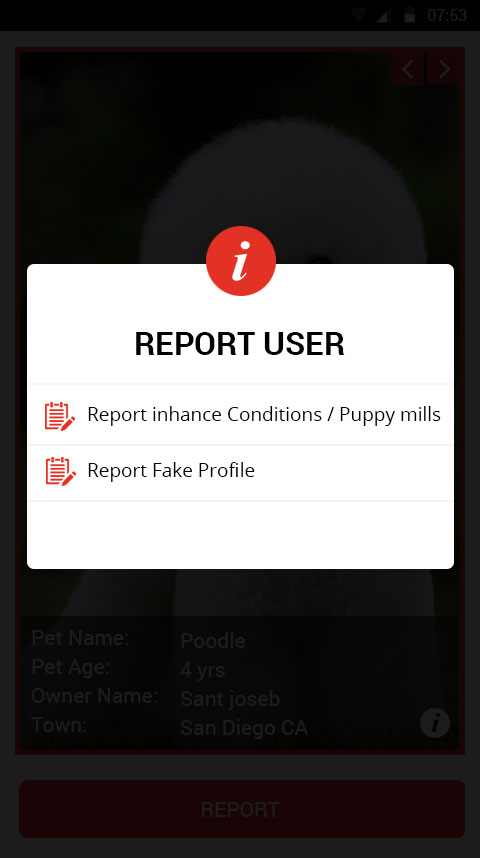 07:53
i
REPORT USER
Report inhance Conditions / Puppy mills
Report Fake Profile
Pet Name: Poodle
Pet Age: 4 yrs
Owner Name: Sant joseb
Town: San Diego CA
i
REPORT